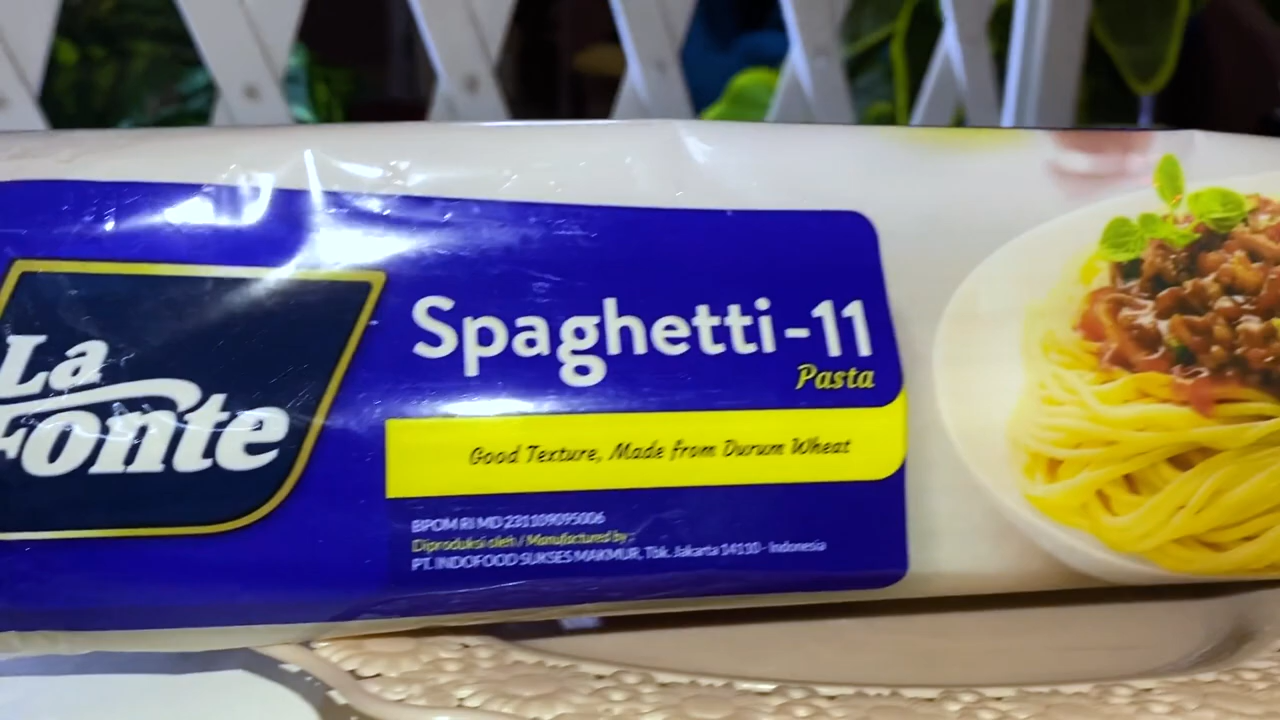 La
Fonte
Spaghetti-11
Pasta
Good Texture, Made from Durum Wheat
BPOM RI MD 231109095006
Diproduksi oleh / Manufactured by :
PT. INDOFOOD SUKSES MAKMUR, Tbk. Jakarta 14110 - Indonesia